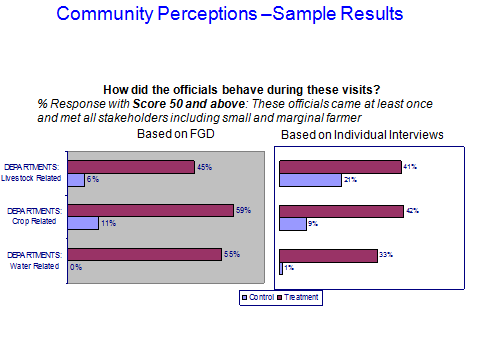 Community Perceptions –Sample Results
How did the officials behave during these visits?
% Response with Score 50 and above: These officials came at least once
and met all stakeholders including small and marginal farmer
Based on FGD
Based on Individual Interviews
DEPARTMENTS:
Livestock Related
45%
6%
41%
21%
DEPARTMENTS:
Crop Related
59%
11%
42%
9%
DEPARTMENTS:
Water Related
55%
0%
33%
1%
Control
Treatment